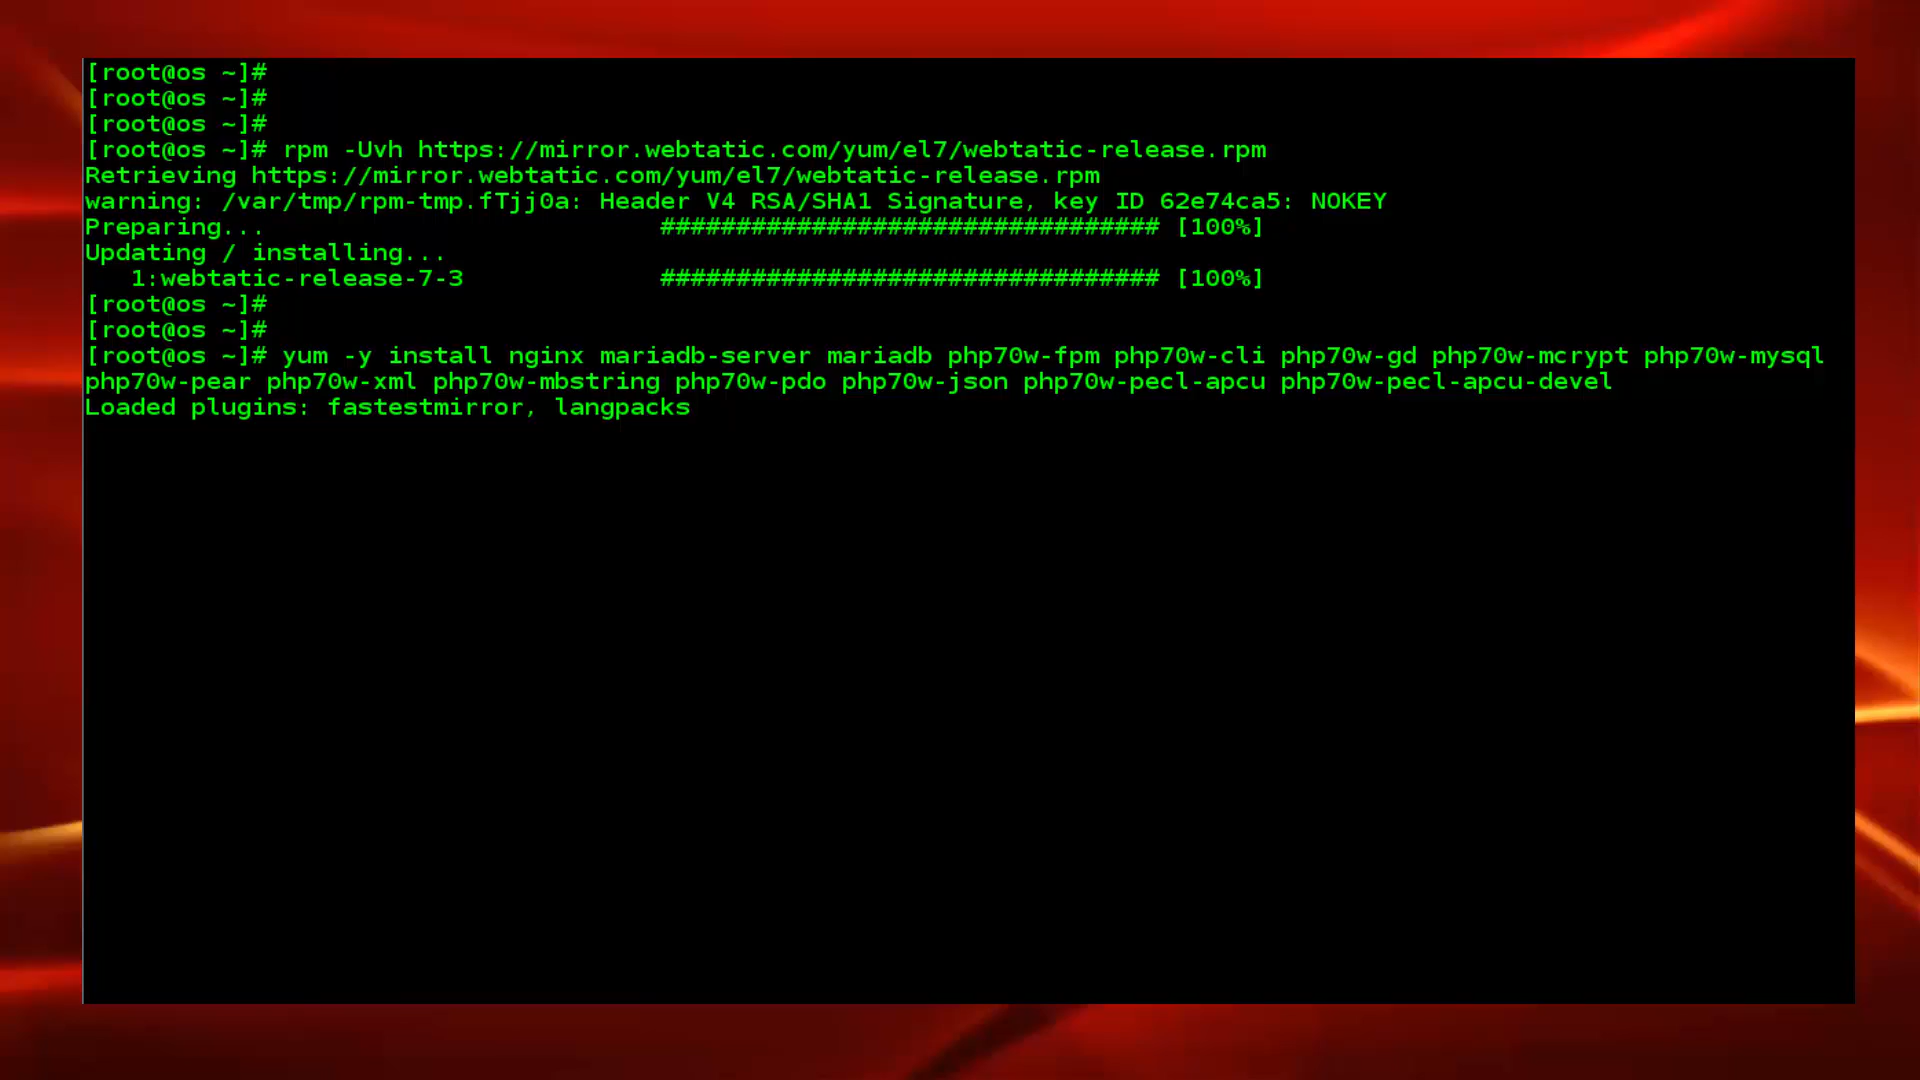 [root@os ~]#
[root@os ~]#
[root@os ~]#
[root@os ~]# rpm -Uvh https://mirror.webtatic.com/yum/el7/webtatic-release.rpm
Retrieving https://mirror.webtatic.com/yum/el7/webtatic-release.rpm
warning: /var/tmp/rpm-tmp.fTjj0a: Header V4 RSA/SHA1 Signature, key ID 62e74ca5: NOKEY
Preparing...                          ################################# [100%]
Updating / installing...
   1:webtatic-release-7-3             ################################# [100%]
[root@os ~]#
[root@os ~]#
[root@os ~]# yum -y install nginx mariadb-server mariadb php70w-fpm php70w-cli php70w-gd php70w-mcrypt php70w-mysql
php70w-pear php70w-xml php70w-mbstring php70w-pdo php70w-json php70w-pecl-apcu php70w-pecl-apcu-devel
Loaded plugins: fastestmirror, langpacks